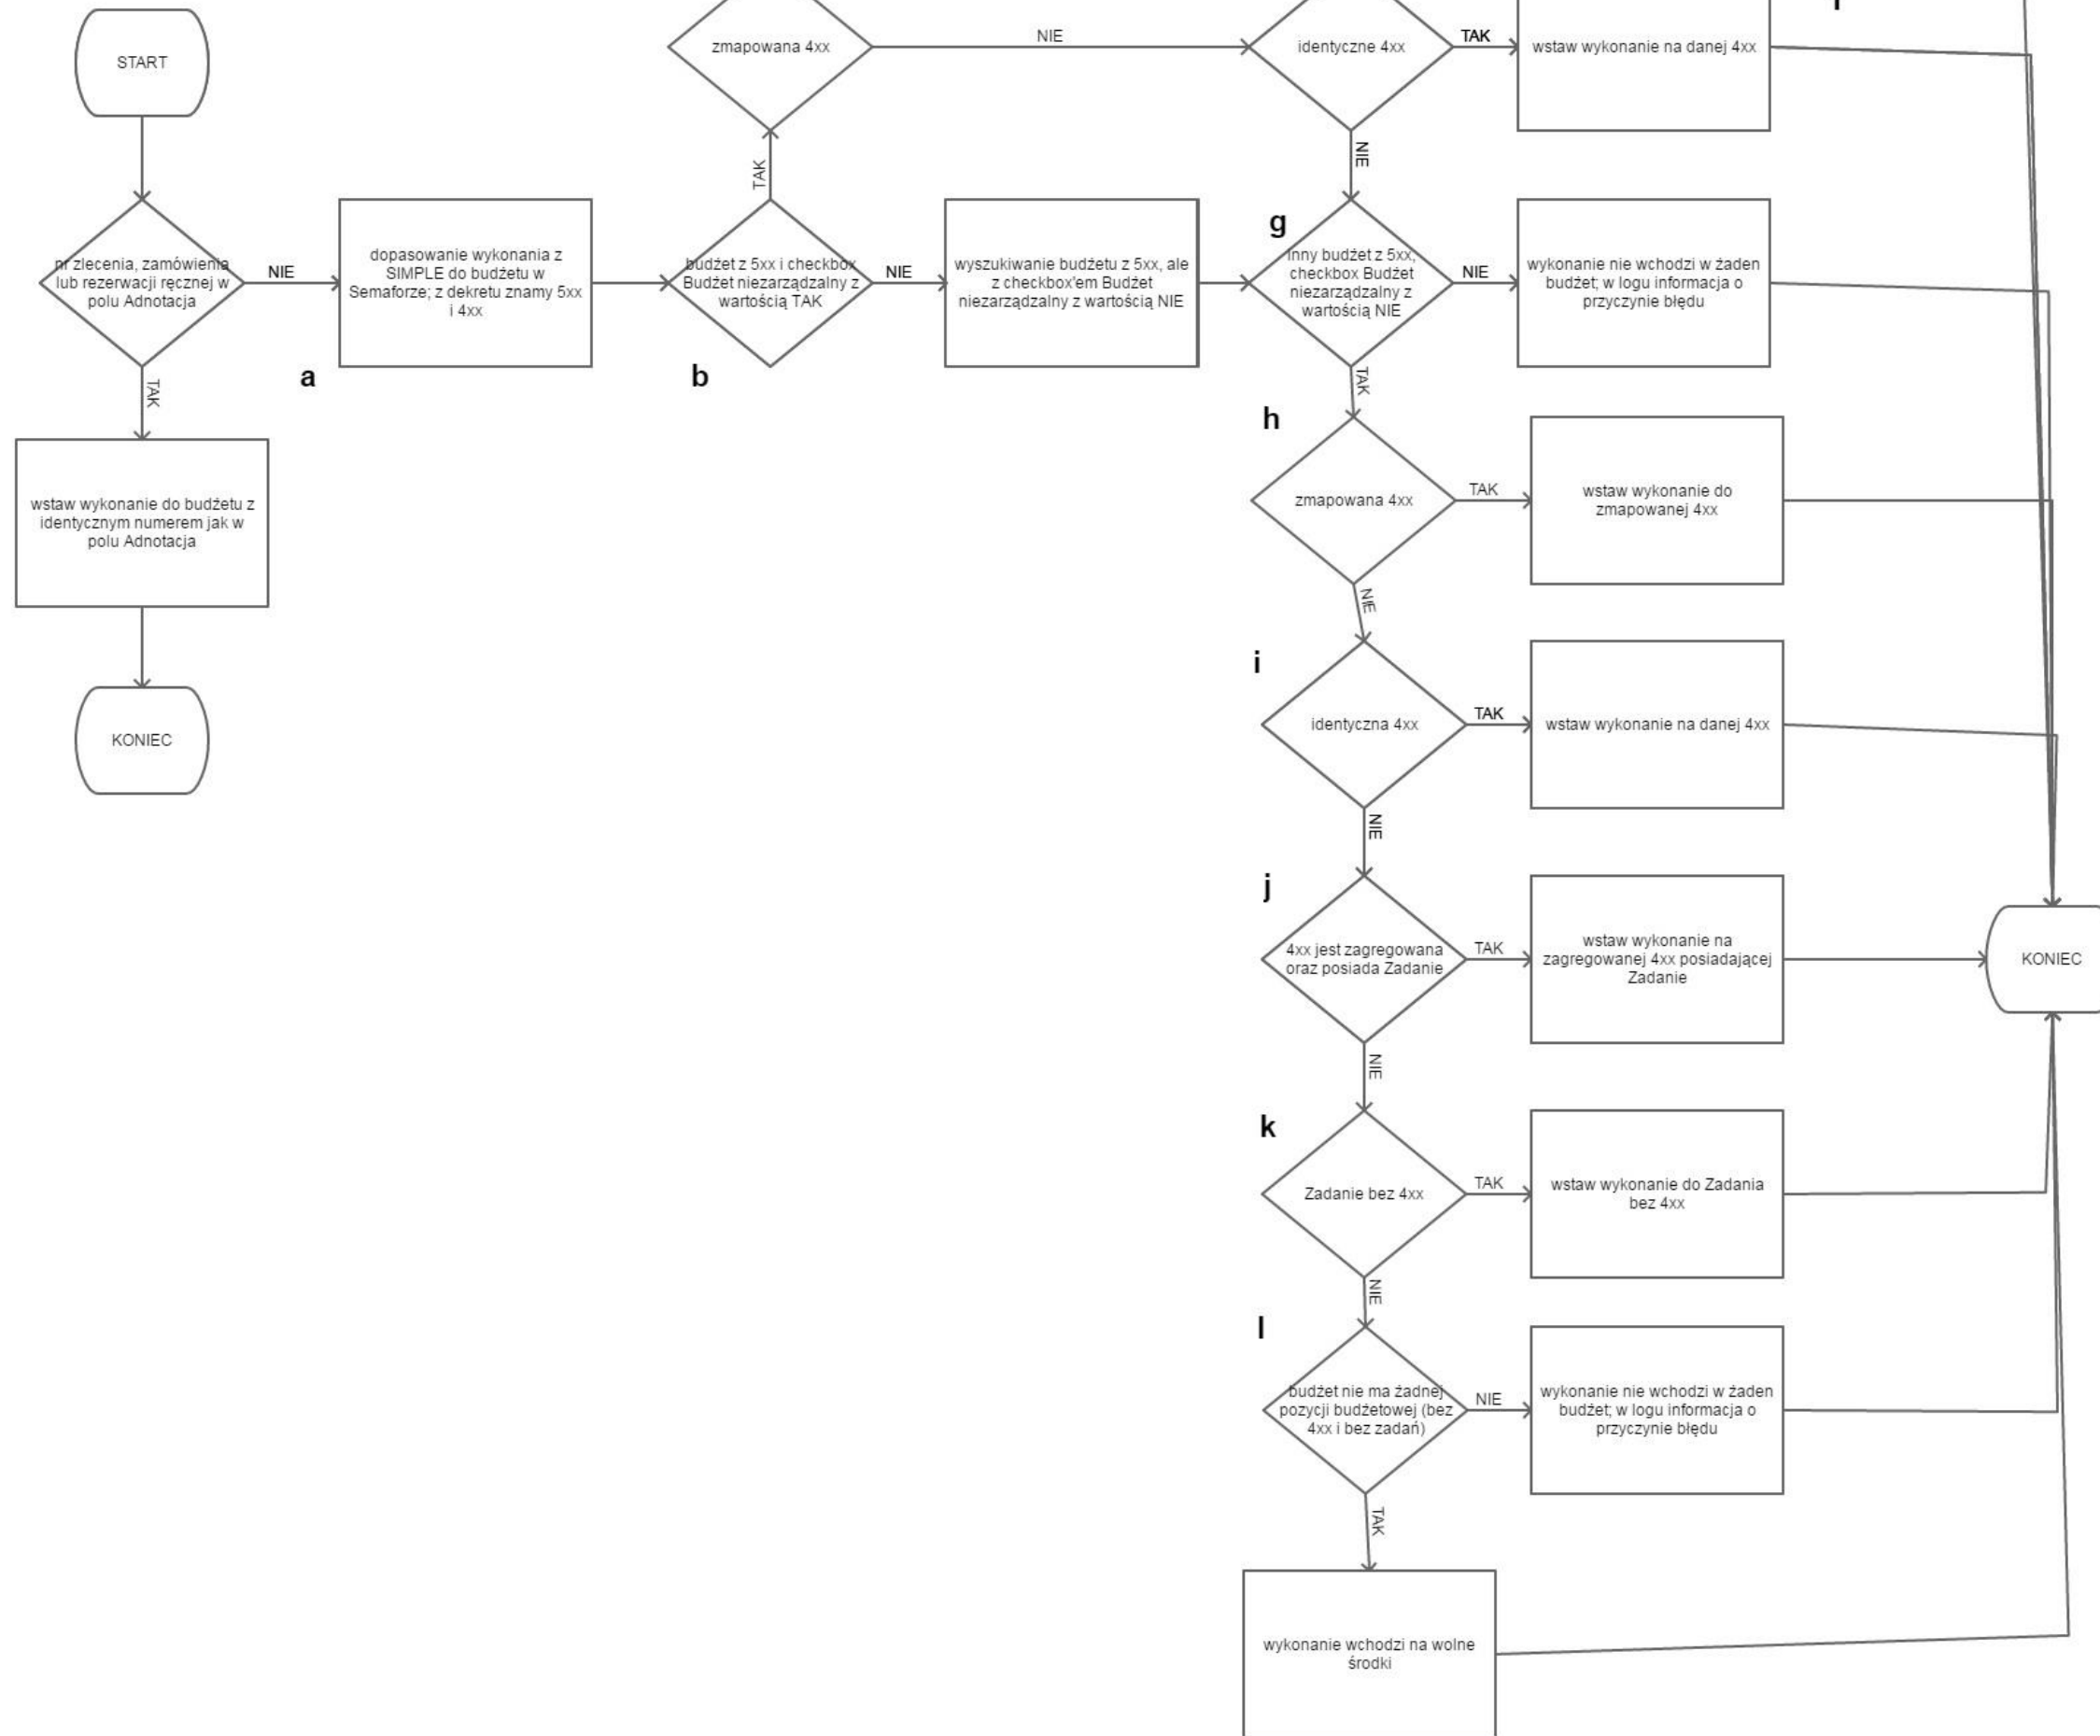 START
zmapowana 4xx
NIE
identyczne 4xx
TAK
wstaw wykonanie na danej 4xx
TAK
NIE
nr zlecenia, zamówienia
lub rezerwacji ręcznej w
polu Adnotacja
NIE
dopasowanie wykonania z
SIMPLE do budżetu w
Semaforze; z dekretu znamy 5xx
i 4xx
a
budżet z 5xx i checkbox
Budżet niezarządzalny z
wartością TAK
b
NIE
wyszukiwanie budżetu z 5xx, ale
z checkbox'em Budżet
niezarządzalny z wartością NIE
g
inny budżet z 5xx,
checkbox Budżet
niezarządzalny z
wartością NIE
NIE
wykonanie nie wchodzi w żaden
budżet; w logu informacja o
przyczynie błędu
TAK
TAK
wstaw wykonanie do budżetu z
identycznym numerem jak w
polu Adnotacja
KONIEC
h
zmapowana 4xx
TAK
wstaw wykonanie do
zmapowanej 4xx
NIE
i
identyczna 4xx
TAK
wstaw wykonanie na danej 4xx
NIE
j
4xx jest zagregowana
oraz posiada Zadanie
TAK
wstaw wykonanie na
zagregowanej 4xx posiadającej
Zadanie
KONIEC
NIE
k
Zadanie bez 4xx
TAK
wstaw wykonanie do Zadania
bez 4xx
NIE
l
budżet nie ma żadnej
pozycji budżetowej (bez
4xx i bez zadań)
NIE
wykonanie nie wchodzi w żaden
budżet; w logu informacja o
przyczynie błędu
TAK
wykonanie wchodzi na wolne
środki